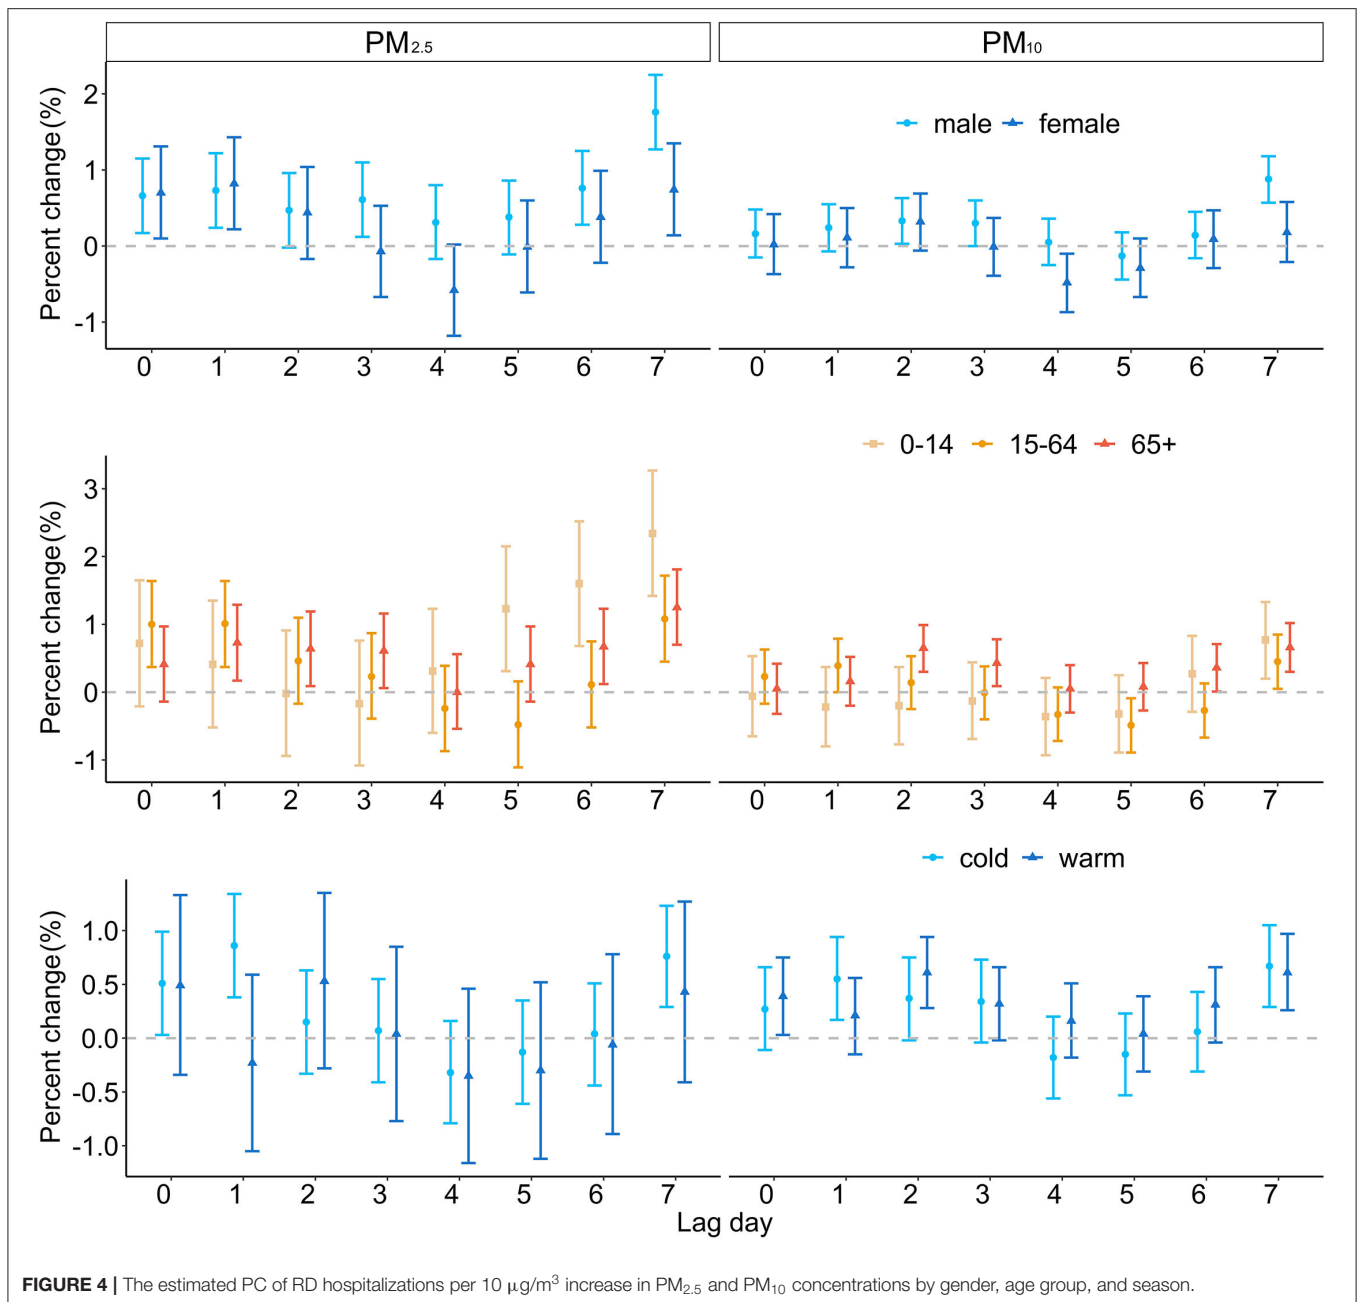 PM2.5 PM10
Percent change(%)
2
1
0
-1
male female
0 1 2 3 4 5 6 7 0 1 2 3 4 5 6 7
0-14 15-64 65+
Percent change(%)
3
2
1
0
-1
0 1 2 3 4 5 6 7 0 1 2 3 4 5 6 7
cold warm
Percent change(%)
1.0
0.5
0.0
-0.5
-1.0
0 1 2 3 4 5 6 7 0 1 2 3 4 5 6 7
Lag day
FIGURE 4 | The estimated PC of RD hospitalizations per 10 μg/m³ increase in PM2.5 and PM10 concentrations by gender, age group, and season.